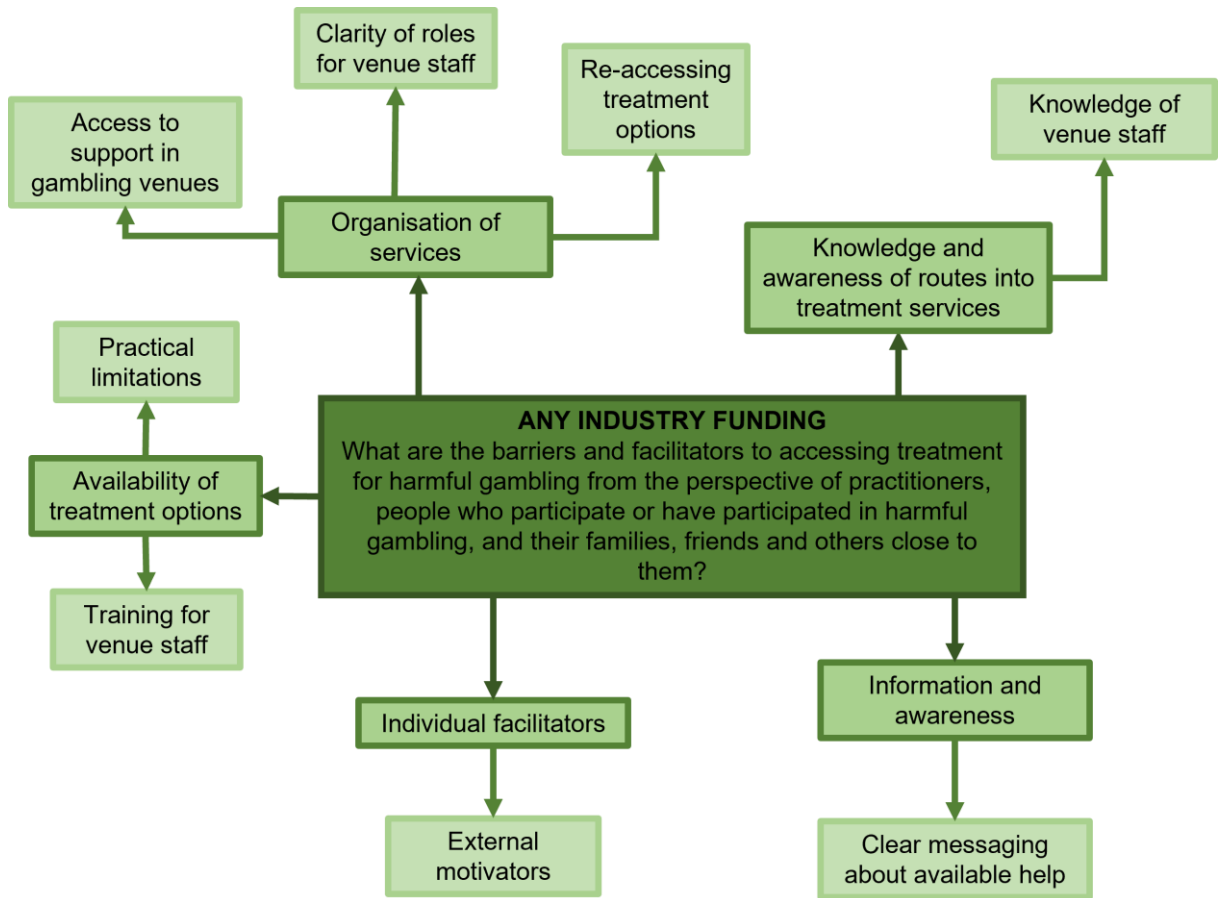 Clarity of roles
for venue staff
Re-accessing
treatment
options
Access to
support in
gambling venues
Knowledge of
venue staff
Organisation of
services
Knowledge and
awareness of routes into
treatment services
Practical
limitations
ANY INDUSTRY FUNDING
What are the barriers and facilitators to accessing treatment
for harmful gambling from the perspective of practitioners,
people who participate or have participated in harmful
gambling, and their families, friends and others close to
them?
Availability of
treatment options
Training for
venue staff
Individual facilitators
Information and
awareness
External
motivators
Clear messaging
about available help